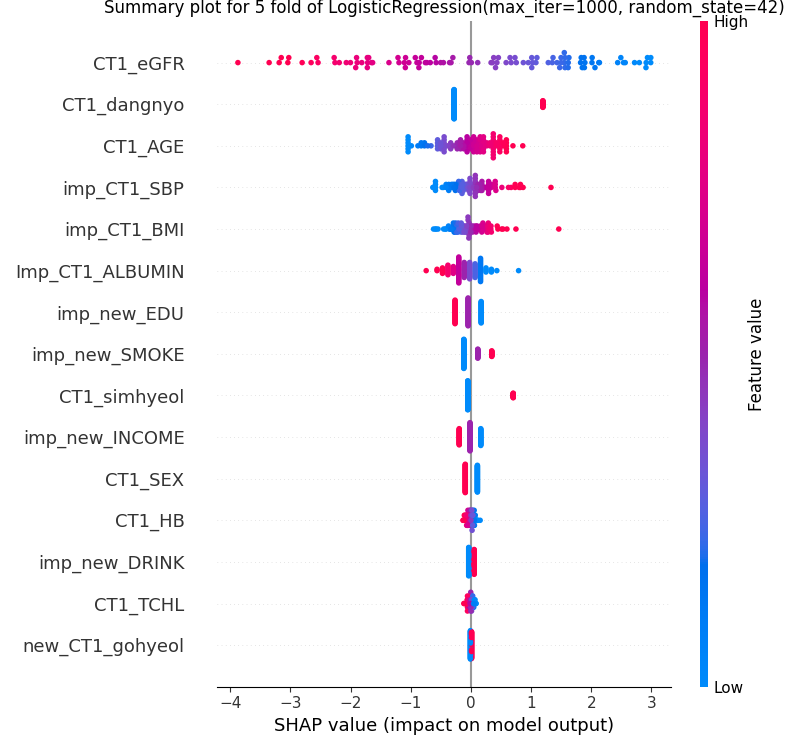 Summary plot for 5 fold of LogisticRegression(max_iter=1000, random_state=42)
High
CT1_eGFR
CT1_dangnyo
CT1_AGE
imp_CT1_SBP
imp_CT1_BMI
Imp_CT1_ALBUMIN
imp_new_EDU
imp_new_SMOKE
CT1_simhyeol
imp_new_INCOME
CT1_SEX
CT1_HB
imp_new_DRINK
CT1_TCHL
new_CT1_gohyeol
Feature value
Low
−4 −3 −2 −1 0 1 2 3
SHAP value (impact on model output)